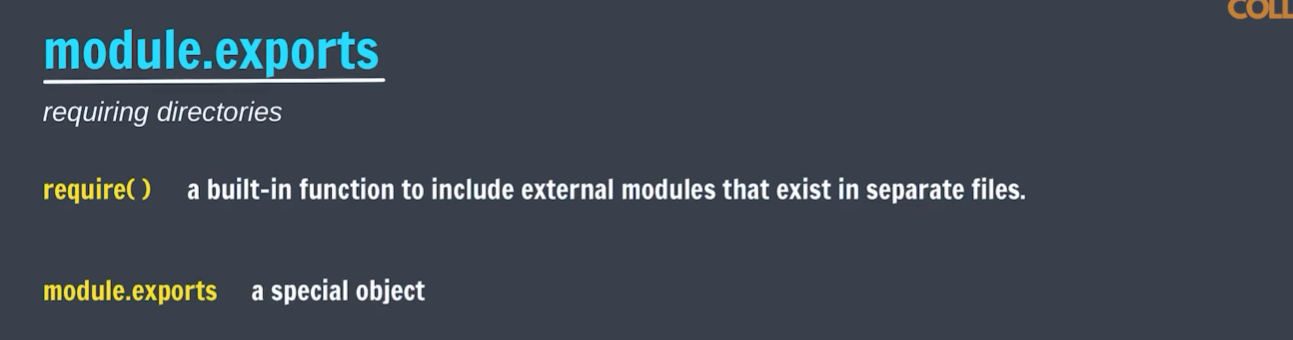 COLL
module.exports
requiring directories
require( ) a built-in function to include external modules that exist in separate files.
module.exports a special object